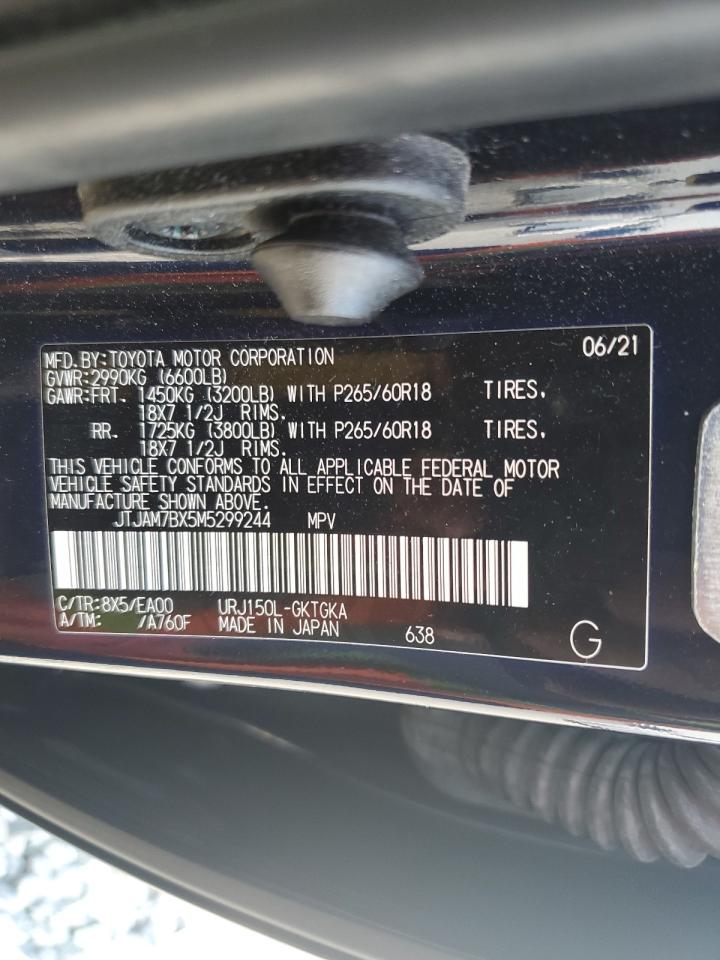 MFD. BY: TOYOTA MOTOR CORPORATION 06/21
GVWR: 2990KG (6600LB)
GAWR: FRT. 1450KG (3200LB) WITH P265/60R18 TIRES.
18X7 1/2J RIMS.
RR. 1725KG (3800LB) WITH P265/60R18 TIRES.
18X7 1/2J RIMS.
THIS VEHICLE CONFORMS TO ALL APPLICABLE FEDERAL MOTOR
VEHICLE SAFETY STANDARDS IN EFFECT ON THE DATE OF
MANUFACTURE SHOWN ABOVE.
JTJAM7BX5M5299244 MPV
C/TR: 8X5/EA00 URJ150L-GKTGKA
A/TM: /A760F MADE IN JAPAN 638 G